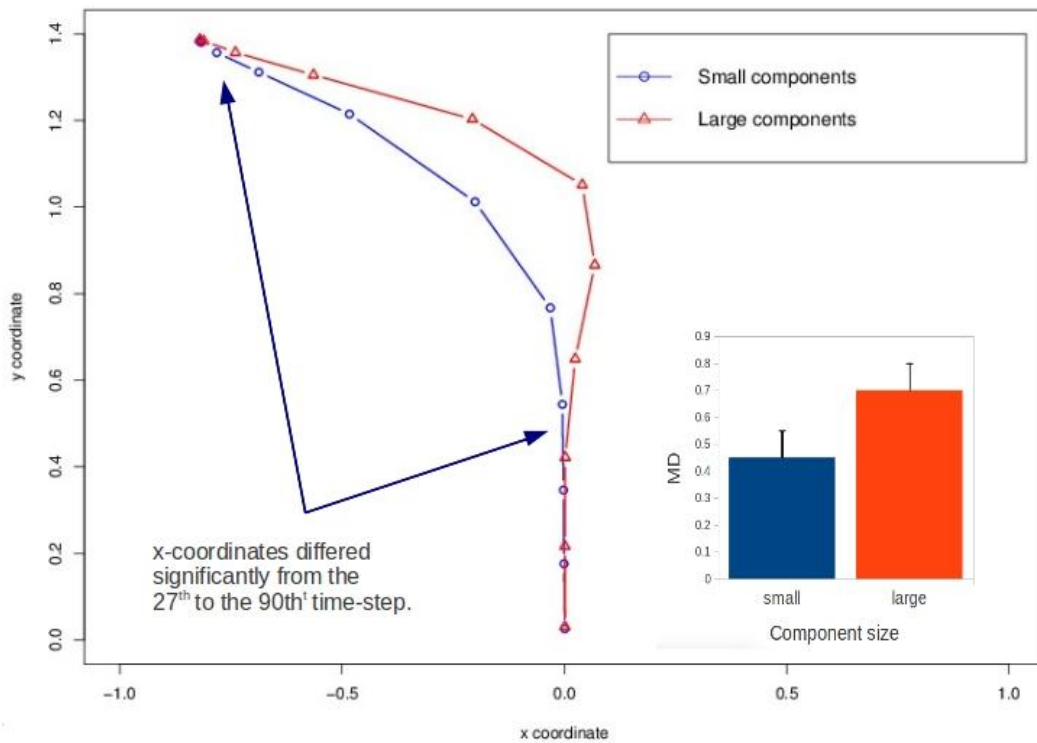 1.4
1.2
1.0
0.8
0.6
0.4
0.2
0.0
y coordinate
Small components
Large components
x-coordinates differed
significantly from the
27th to the 90tht time-step.
0.9
0.8
0.7
0.6
0.5
0.4
0.3
0.2
0.1
0
MD
small large
Component size
−1.0 −0.5 0.0 0.5 1.0
x coordinate